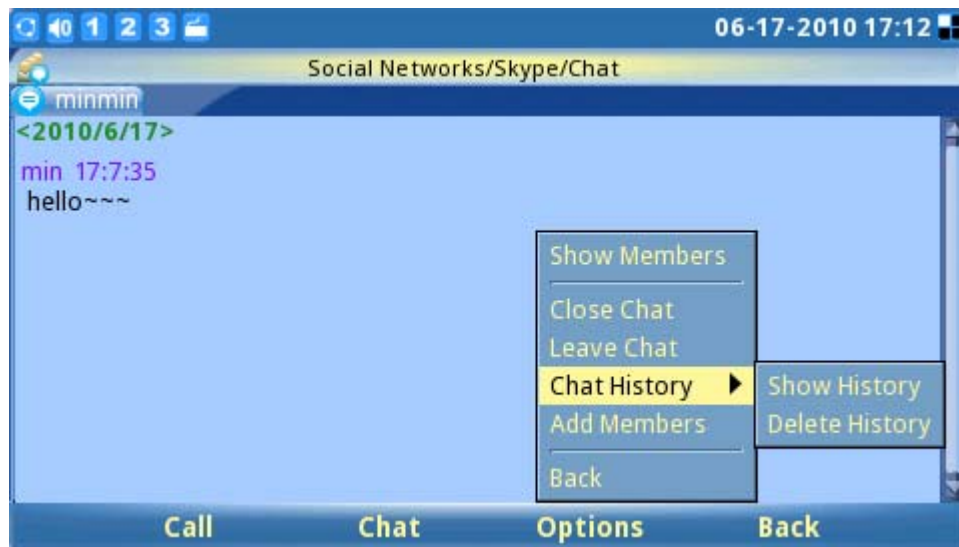 1 2 3 06-17-2010 17:12
Social Networks/Skype/Chat
minmin
<2010/6/17>
min 17:7:35
hello~~~
Show Members
Close Chat
Leave Chat
Chat History
Add Members
Back
Show History
Delete History
Call Chat Options Back